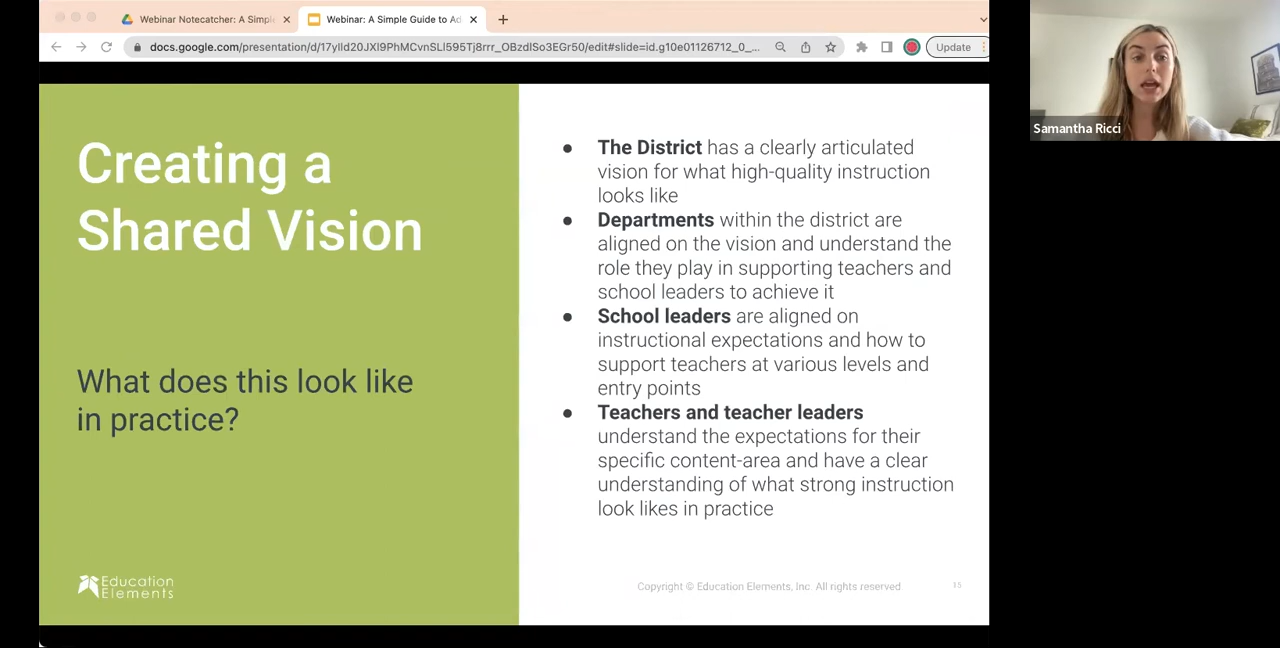 Webinar Notecatcher: A Simple
Webinar: A Simple Guide to Ad
docs.google.com/presentation/d/17ylld20JXl9PhMCvnSLl595Tj8rrr_OBzdlSo3EGr50/edit#slide=id.g10e01126712_0_...
Update
Samantha Ricci
Creating a
Shared Vision
What does this look like
in practice?
Education
Elements
● The District has a clearly articulated
vision for what high-quality instruction
looks like
● Departments within the district are
aligned on the vision and understand the
role they play in supporting teachers and
school leaders to achieve it
● School leaders are aligned on
instructional expectations and how to
support teachers at various levels and
entry points
● Teachers and teacher leaders
understand the expectations for their
specific content-area and have a clear
understanding of what strong instruction
look likes in practice
Copyright © Education Elements, Inc. All rights reserved.
15